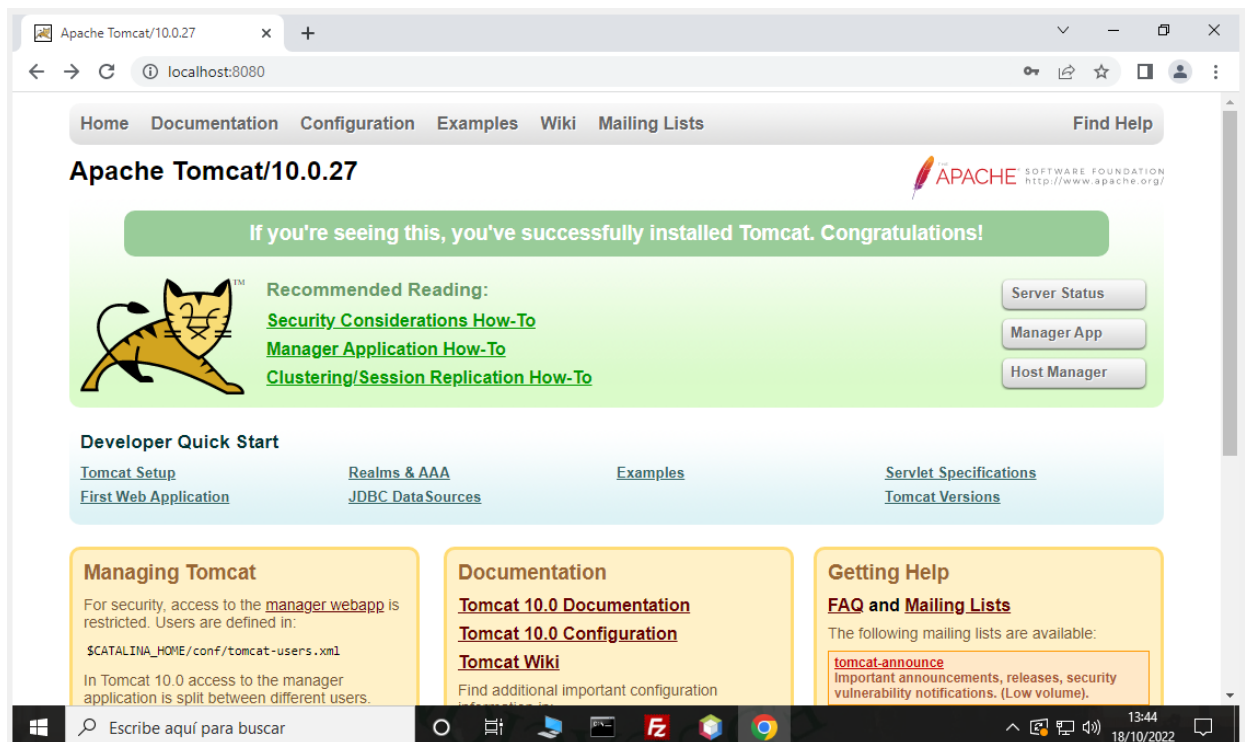 Apache Tomcat/10.0.27
localhost:8080
Home Documentation Configuration Examples Wiki Mailing Lists Find Help
Apache Tomcat/10.0.27
THE
APACHE SOFTWARE FOUNDATION
http://www.apache.org/
If you're seeing this, you've successfully installed Tomcat. Congratulations!
TM
Recommended Reading:
Security Considerations How-To
Manager Application How-To
Clustering/Session Replication How-To
Server Status
Manager App
Host Manager
Developer Quick Start
Tomcat Setup
First Web Application
Realms & AAA
JDBC DataSources
Examples
Servlet Specifications
Tomcat Versions
Managing Tomcat
For security, access to the manager webapp is
restricted. Users are defined in:
$CATALINA_HOME/conf/tomcat-users.xml
In Tomcat 10.0 access to the manager
application is split between different users.
Documentation
Tomcat 10.0 Documentation
Tomcat 10.0 Configuration
Tomcat Wiki
Find additional important configuration
information in:
Getting Help
FAQ and Mailing Lists
The following mailing lists are available:
tomcat-announce
Important announcements, releases, security
vulnerability notifications. (Low volume).
Escribe aquí para buscar
13:44
18/10/2022